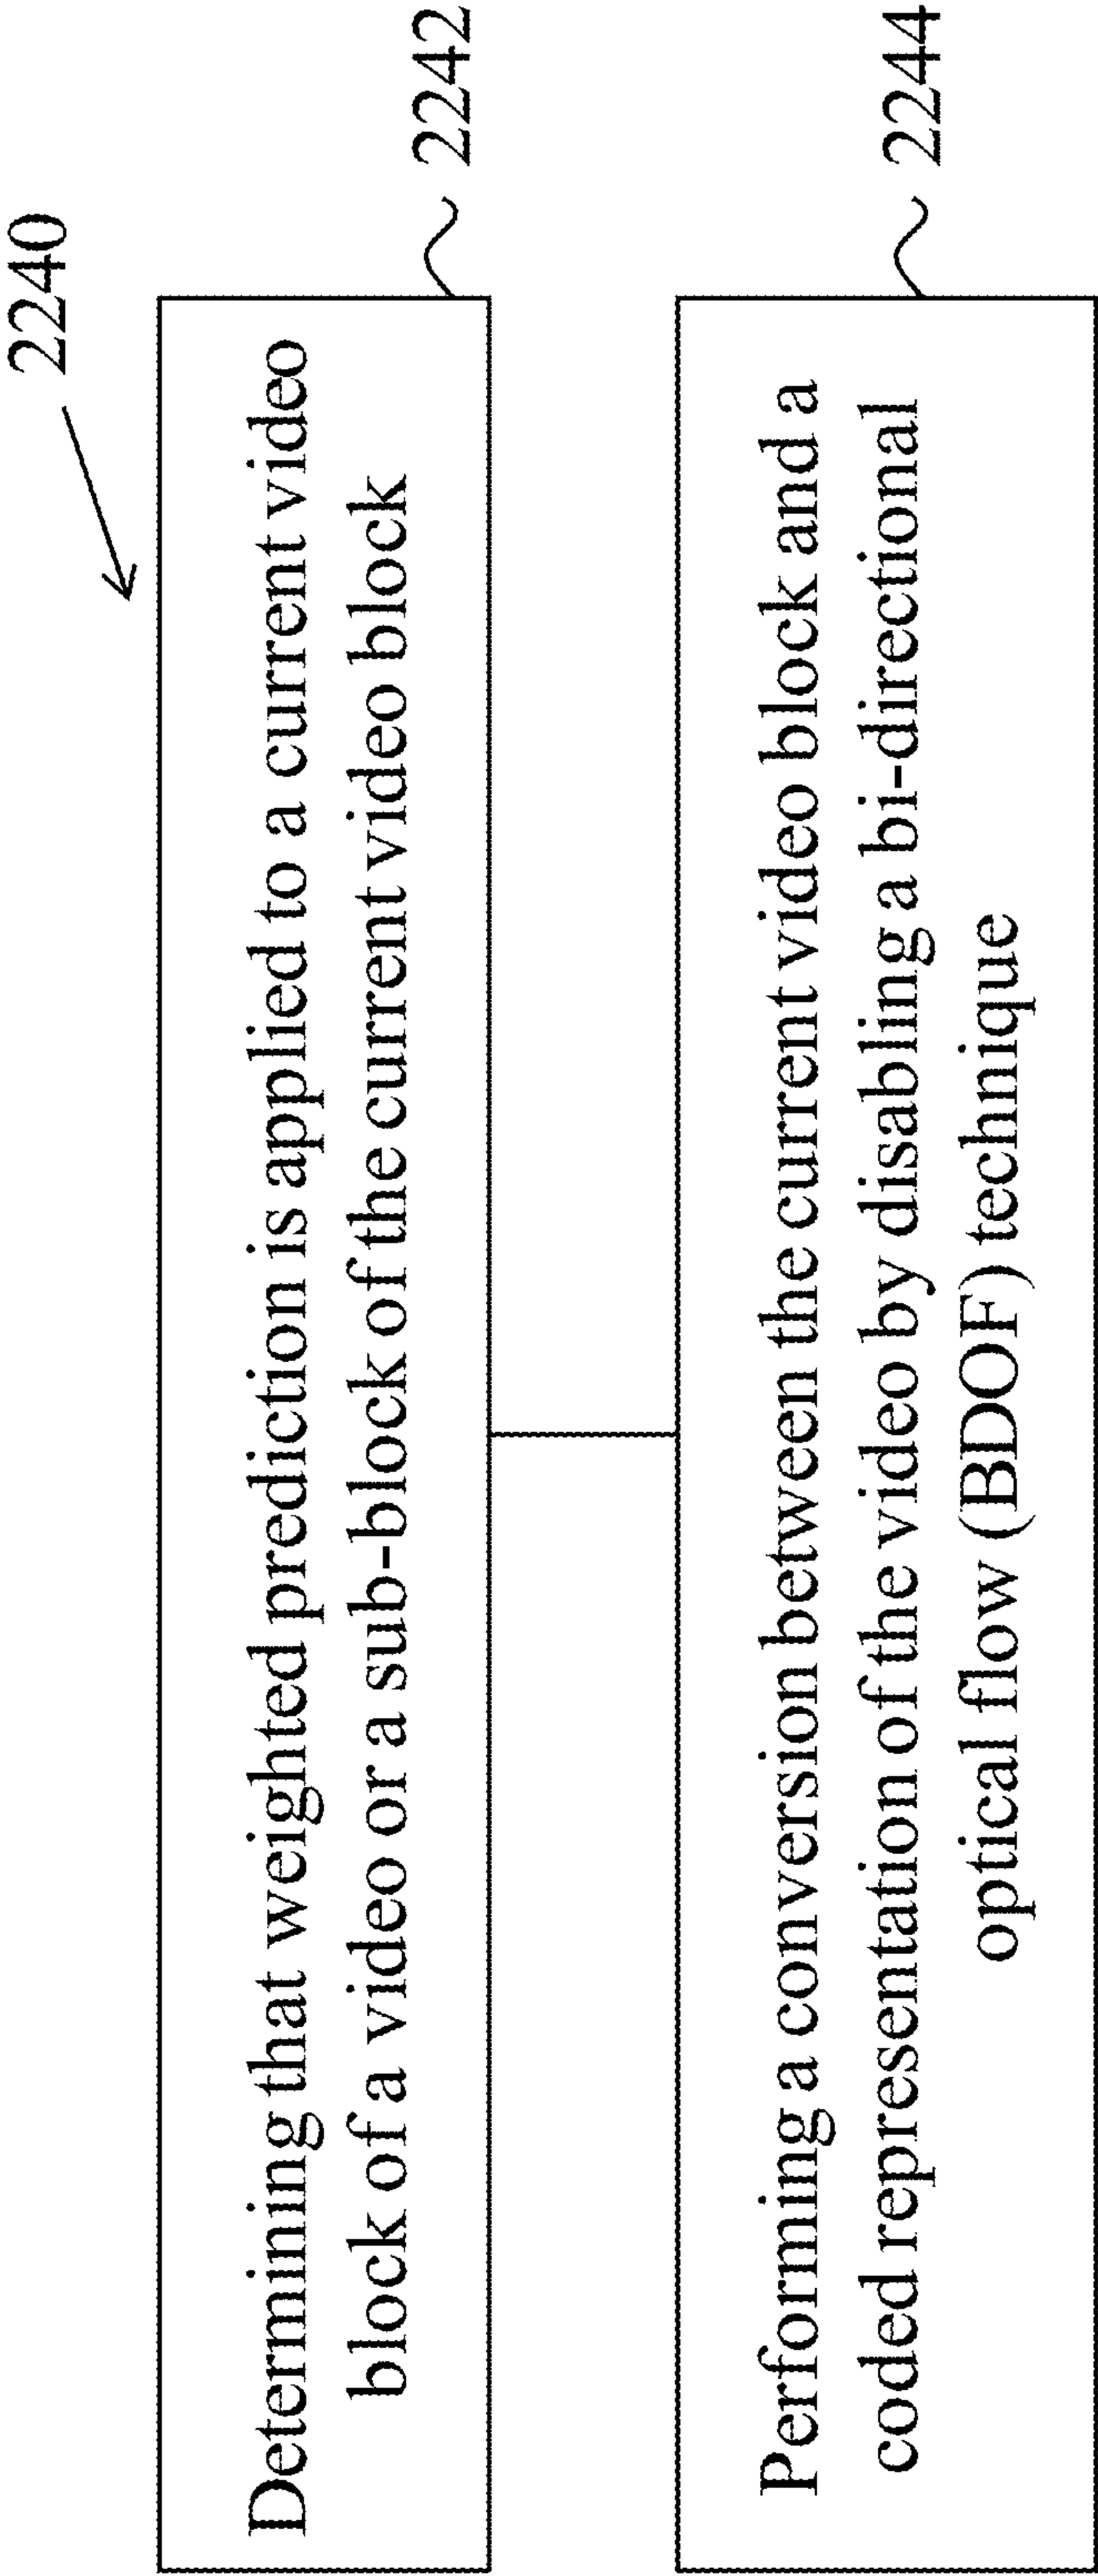 2240
Determining that weighted prediction is applied to a current video
block of a video or a sub-block of the current video block
2242
Performing a conversion between the current video block and a
coded representation of the video by disabling a bi-directional
optical flow (BDOF) technique
2244